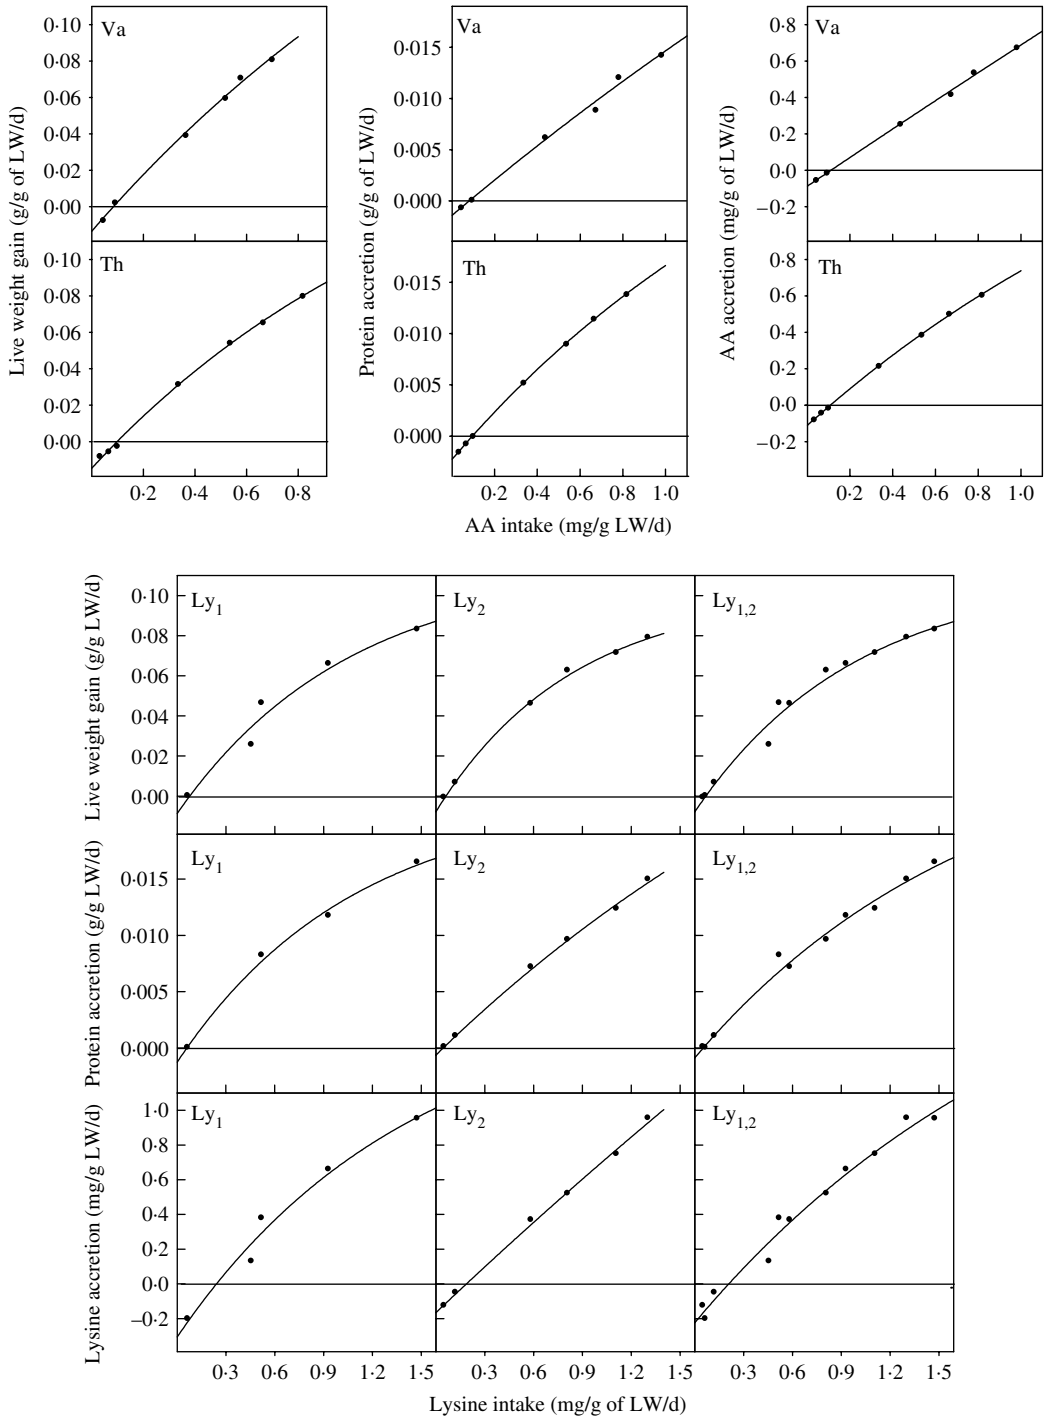 Live weight gain (g/g of LW/d)
0·10
0·08
0·06
0·04
0·02
0·00
Va
0·10
0·08
0·06
0·04
0·02
0·00
Th
0·2 0·4 0·6 0·8
Protein accretion (g/g of LW/d)
0·015
0·010
0·005
0·000
Va
0·015
0·010
0·005
0·000
Th
0·2 0·4 0·6 0·8 1·0
AA accretion (mg/g of LW/d)
0·8
0·6
0·4
0·2
0·0
−0·2
Va
0·8
0·6
0·4
0·2
0·0
−0·2
Th
0·2 0·4 0·6 0·8 1·0
AA intake (mg/g LW/d)
Live weight gain (g/g LW/d)
0·10
0·08
0·06
0·04
0·02
0·00
Ly1
Ly2
Ly1,2
Protein accretion (g/g LW/d)
0·015
0·010
0·005
0·000
Ly1
Ly2
Ly1,2
Lysine accretion (mg/g LW/d)
1·0
0·8
0·6
0·4
0·2
0·0
−0·2
Ly1
Ly2
Ly1,2
0·3 0·6 0·9 1·2 1·5
0·3 0·6 0·9 1·2 1·5
0·3 0·6 0·9 1·2 1·5
Lysine intake (mg/g of LW/d)